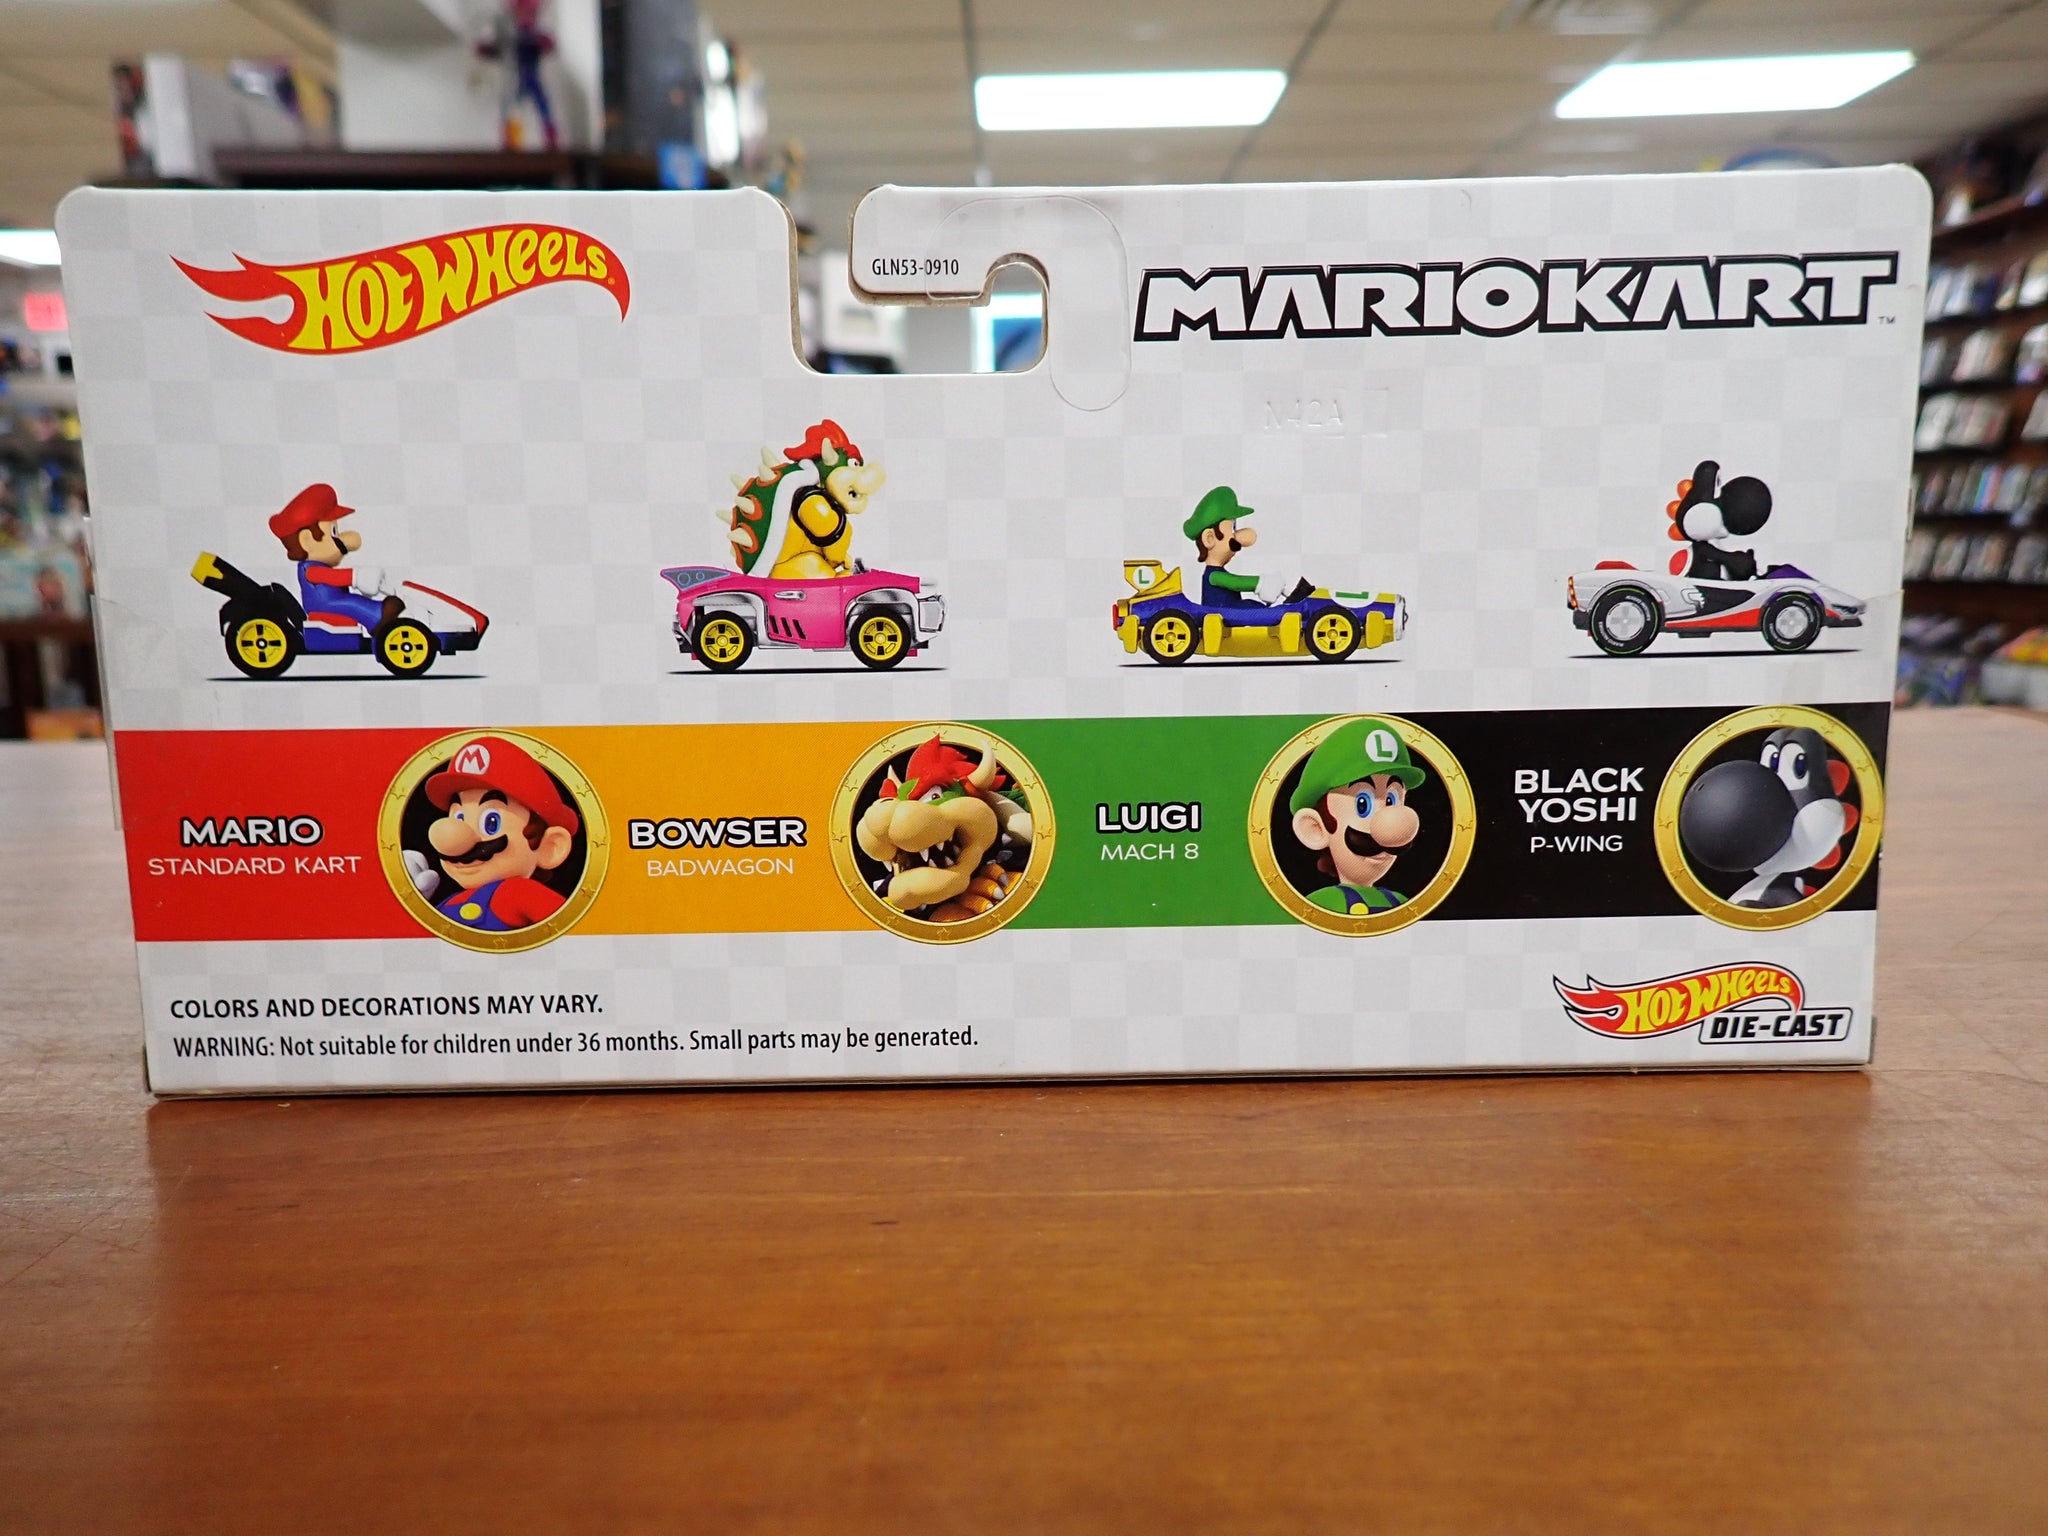 HOT WHEELS®
GLN53-0910
MARIOKART™
N42A
L
L
MARIO
STANDARD KART
M
BOWSER
BADWAGON
LUIGI
MACH 8
L
BLACK
YOSHI
P-WING
COLORS AND DECORATIONS MAY VARY.
WARNING: Not suitable for children under 36 months. Small parts may be generated.
HOT WHEELS
DIE-CAST